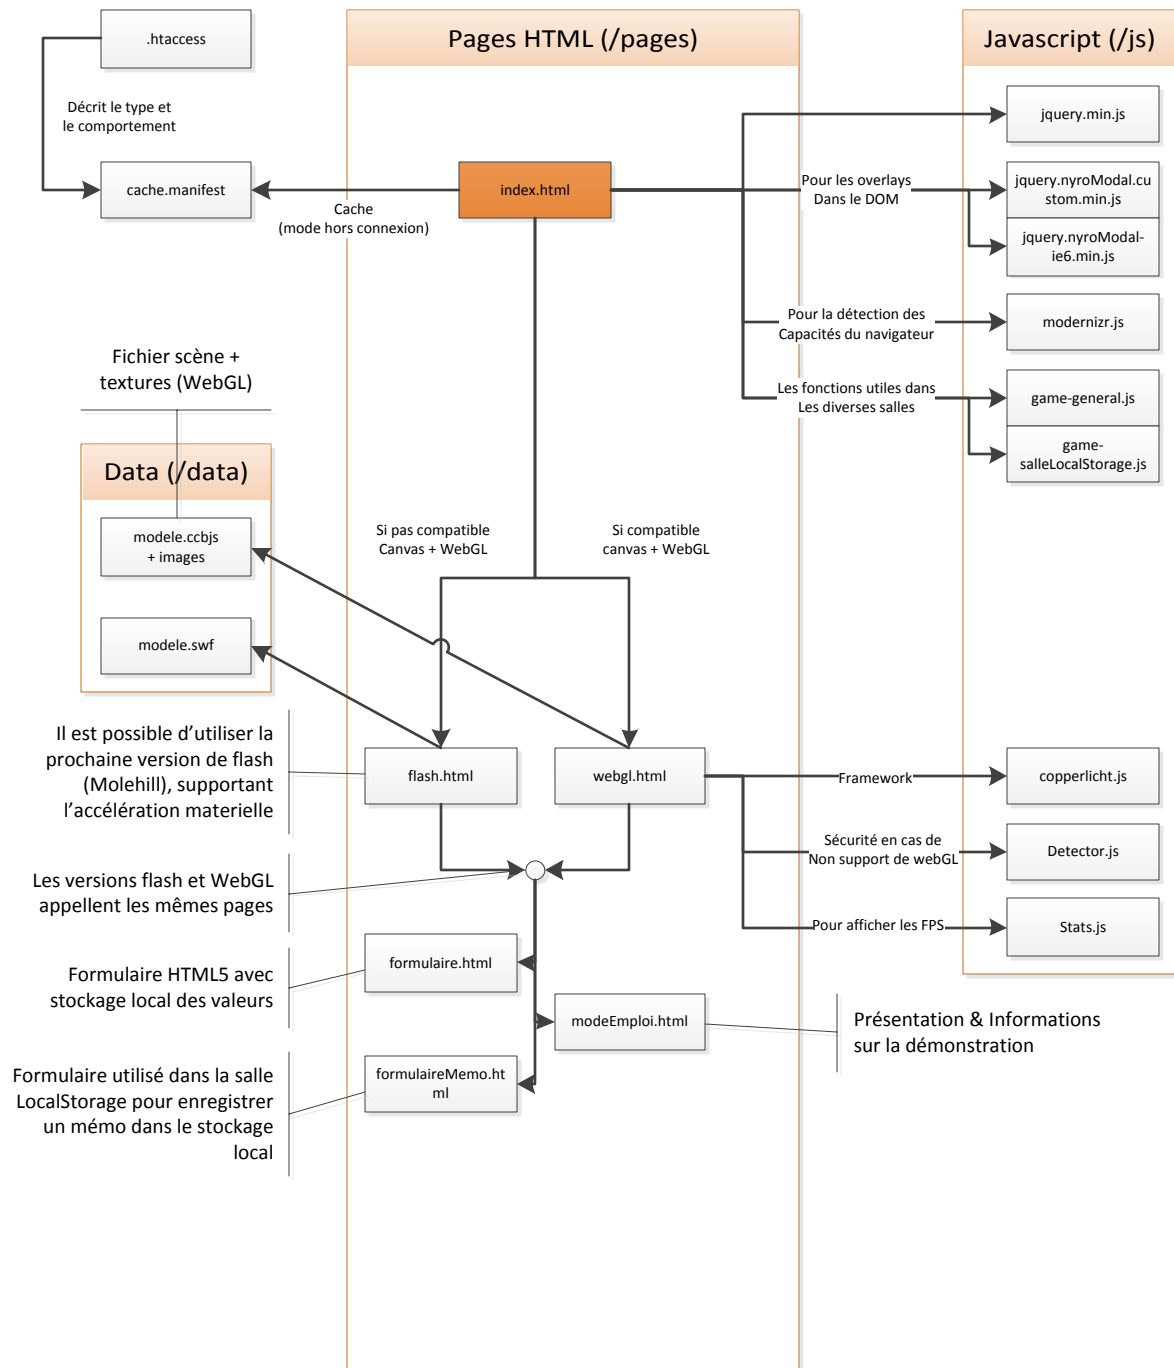 .htaccess
Pages HTML (/pages)
Javascript (/js)
Décrit le type et
le comportement
jquery.min.js
cache.manifest
index.html
Cache
(mode hors connexion)
Pour les overlays
Dans le DOM
jquery.nyroModal.cu
stom.min.js
jquery.nyroModal-
ie6.min.js
Pour la détection des
Capacités du navigateur
modernizr.js
Fichier scène +
textures (WebGL)
Les fonctions utiles dans
Les diverses salles
game-general.js
game-
salleLocalStorage.js
Data (/data)
modele.ccbjs
+ images
Si pas compatible
Canvas + WebGL
Si compatible
canvas + WebGL
modele.swf
Il est possible d’utiliser la
prochaine version de flash
(Molehill), supportant
l’accélération materielle
flash.html
webgl.html
Framework
copperlicht.js
Sécurité en cas de
Non support de webGL
Detector.js
Les versions flash et WebGL
appellent les mêmes pages
Pour afficher les FPS
Stats.js
Formulaire HTML5 avec
stockage local des valeurs
formulaire.html
modeEmploi.html
Présentation & Informations
sur la démonstration
Formulaire utilisé dans la salle
LocalStorage pour enregistrer
un mémo dans le stockage
local
formulaireMemo.ht
ml